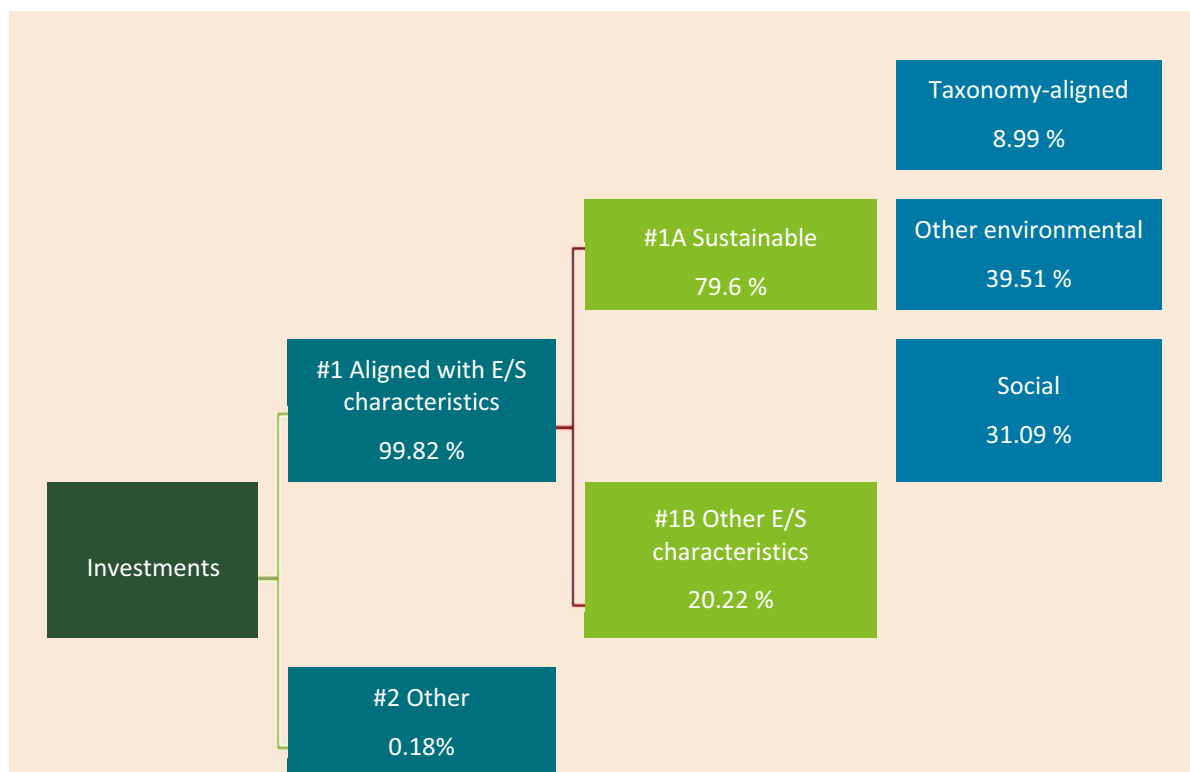 Investments
#1 Aligned with E/S
characteristics
99.82 %
#2 Other
0.18%
#1A Sustainable
79.6 %
#1B Other E/S
characteristics
20.22 %
Taxonomy-aligned
8.99 %
Other environmental
39.51 %
Social
31.09 %